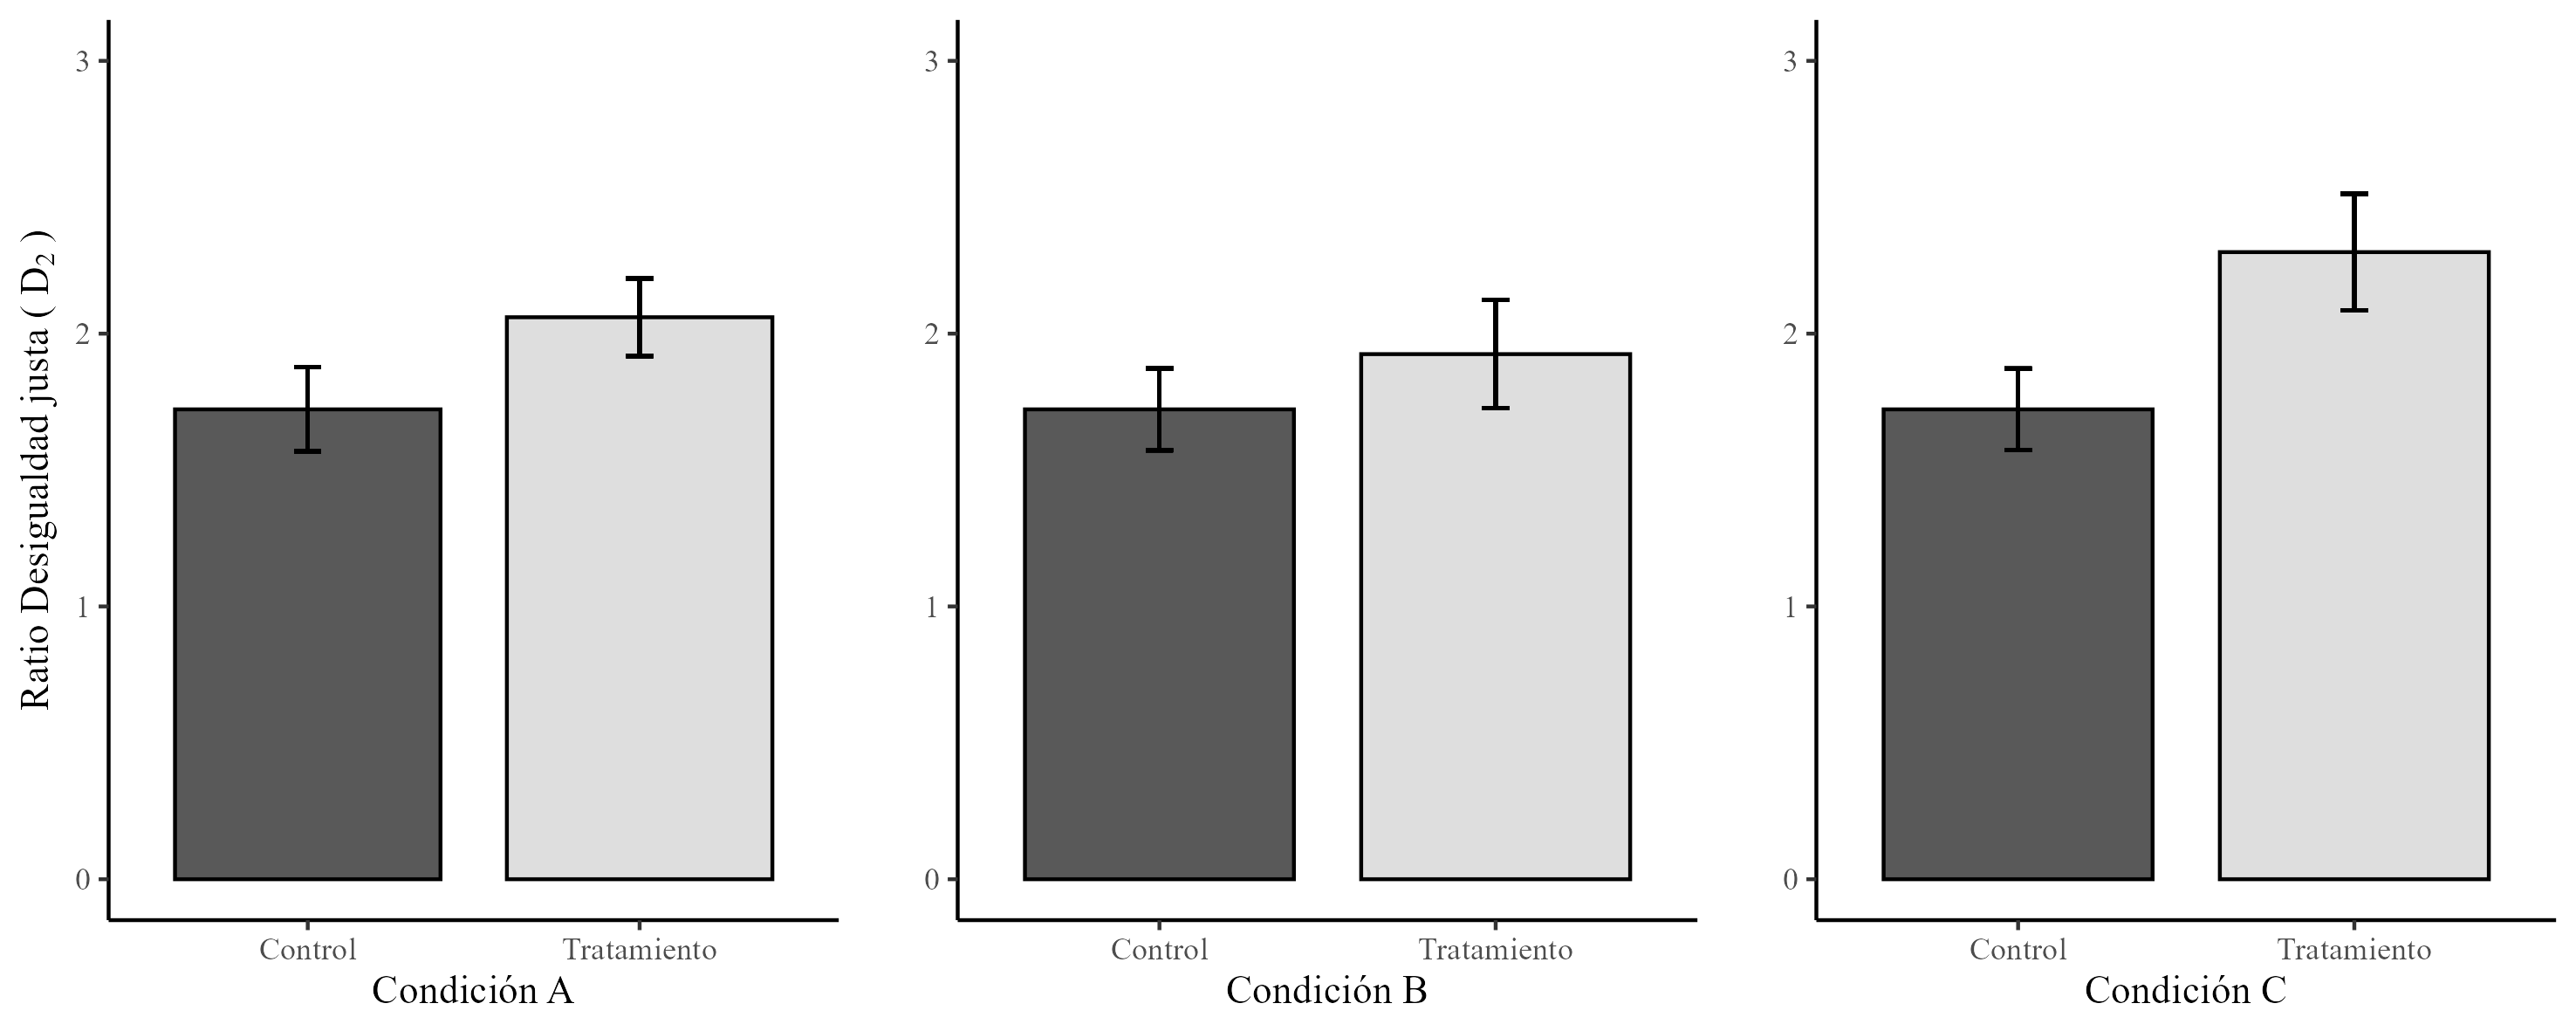 Ratio Desigualdad justa ( D₂ )
3
2
1
0
Control Tratamiento
Condición A
3
2
1
0
Control Tratamiento
Condición B
3
2
1
0
Control Tratamiento
Condición C